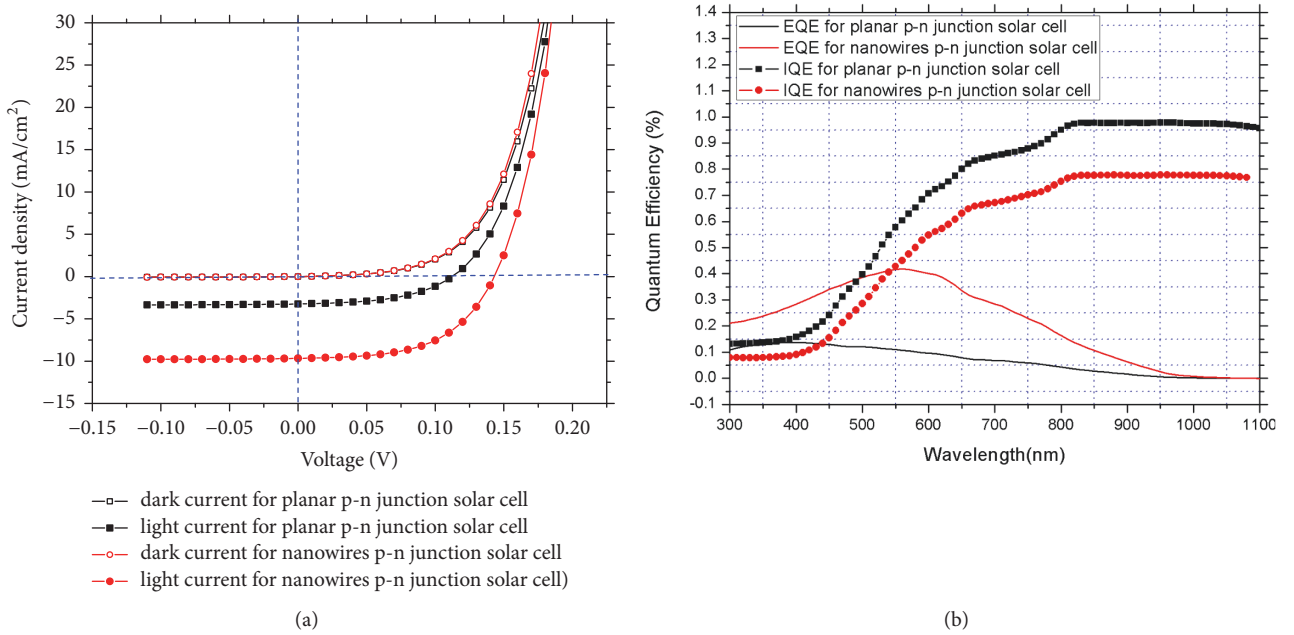 30
25
20
15
10
5
0
−5
−10
−15
Current density (mA/cm2)
−0.15 −0.10 −0.05 0.00 0.05 0.10 0.15 0.20
Voltage (V)
dark current for planar p-n junction solar cell
light current for planar p-n junction solar cell
dark current for nanowires p-n junction solar cell
light current for nanowires p-n junction solar cell)
(a)
1.4
1.3
1.2
1.1
1.0
0.9
0.8
0.7
0.6
0.5
0.4
0.3
0.2
0.1
0.0
-0.1
Quantum Efficiency (%)
EQE for planar p-n junction solar cell
EQE for nanowires p-n junction solar cell
IQE for planar p-n junction solar cell
IQE for nanowires p-n junction solar cell
300 400 500 600 700 800 900 1000 1100
Wavelength(nm)
(b)